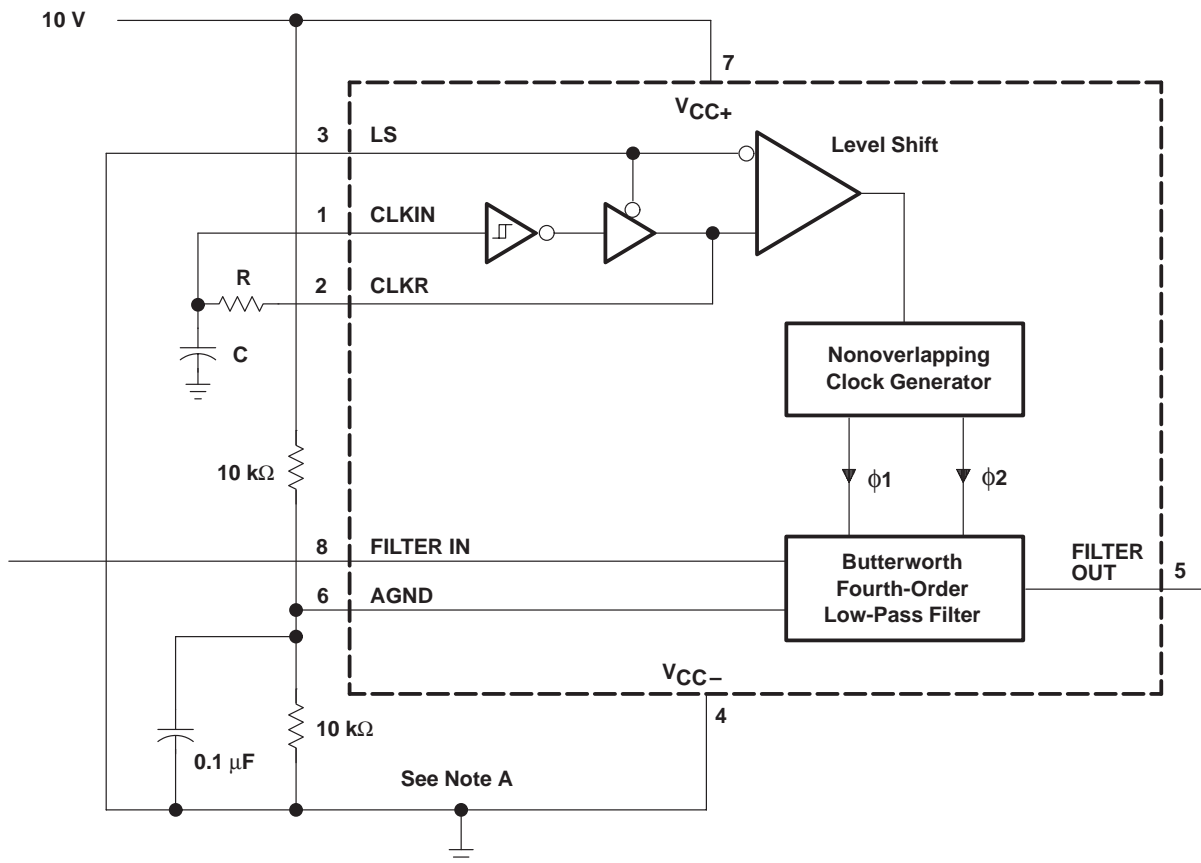 10 V
7
VCC+
3 LS
Level Shift
1 CLKIN
R
2 CLKR
C
Nonoverlapping
Clock Generator
10 kΩ
ϕ1
ϕ2
8 FILTER IN
Butterworth
Fourth-Order
Low-Pass Filter
FILTER
OUT
5
6 AGND
VCC–
4
10 kΩ
0.1 μF
See Note A